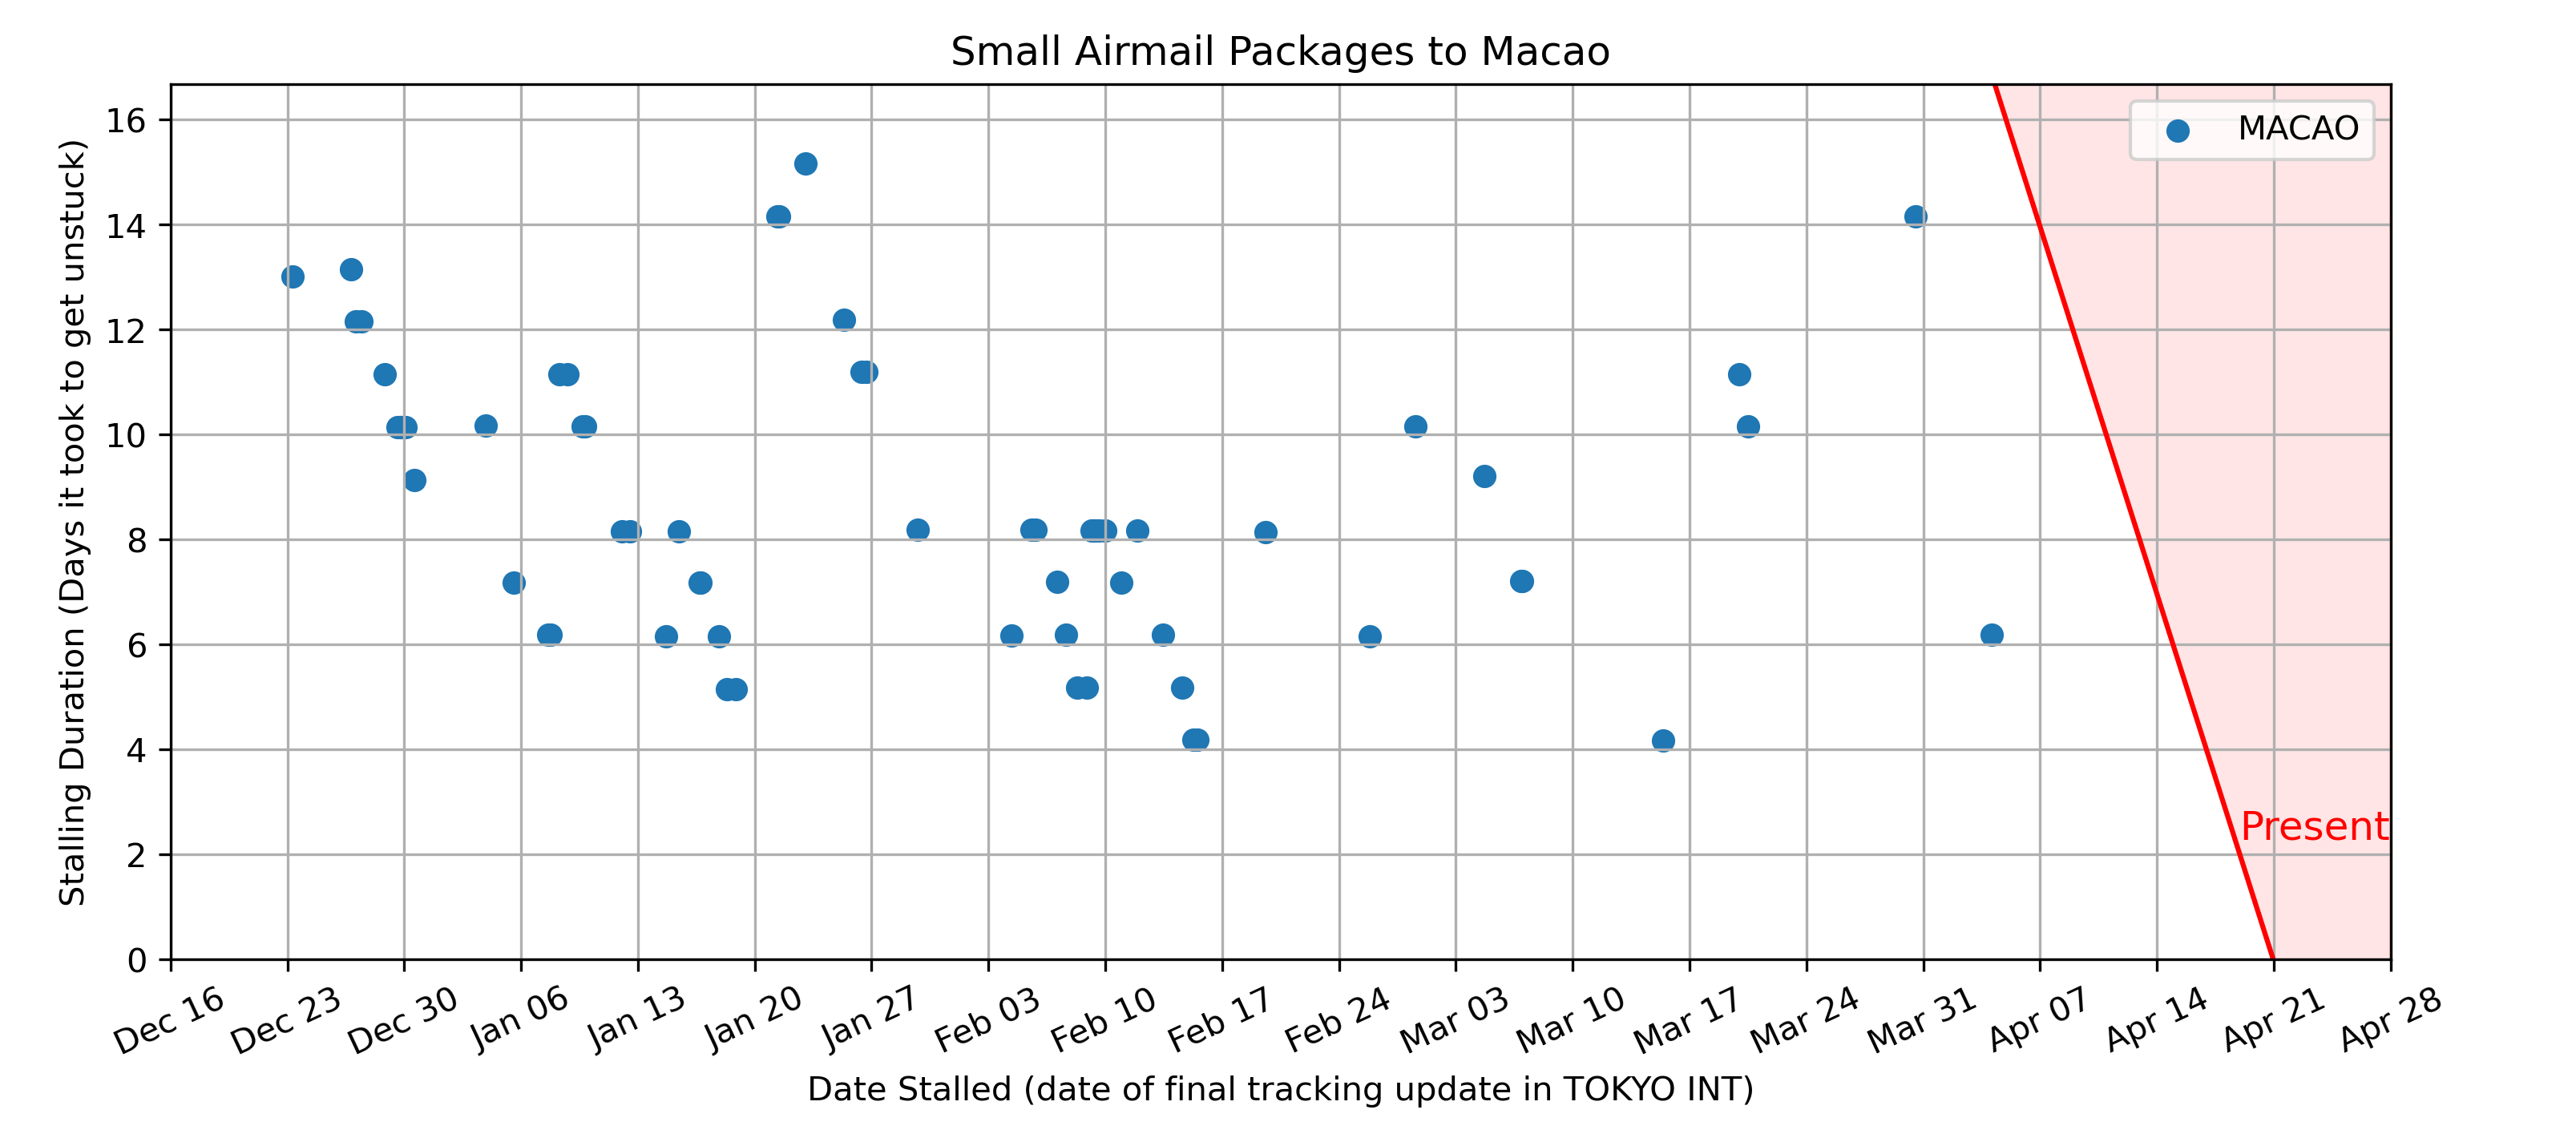 Small Airmail Packages to Macao
MACAO
16
14
12
10
8
6
4
2
0
Stalling Duration (Days it took to get unstuck)
Present
Dec 16
Dec 23
Dec 30
Jan 06
Jan 13
Jan 20
Jan 27
Feb 03
Feb 10
Feb 17
Feb 24
Mar 03
Mar 10
Mar 17
Mar 24
Mar 31
Apr 07
Apr 14
Apr 21
Apr 28
Date Stalled (date of final tracking update in TOKYO INT)